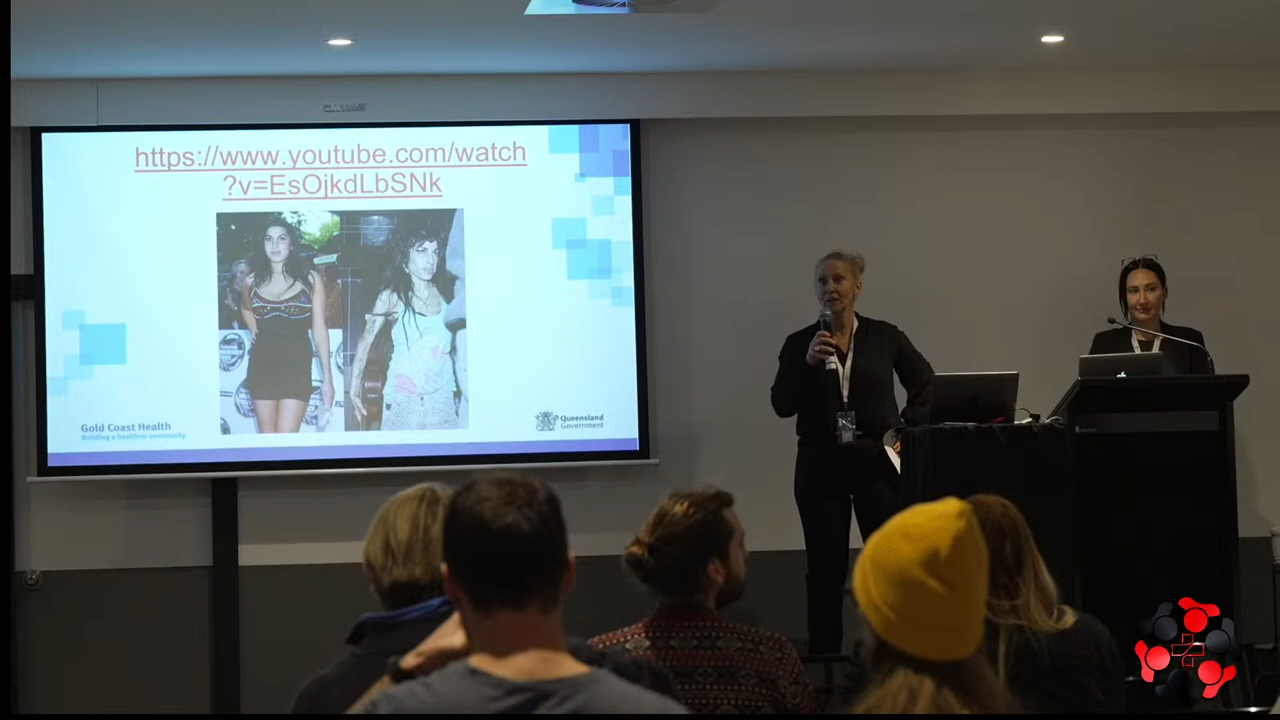 https://www.youtube.com/watch
?v=EsOjkdLbSNk
Gold Coast Health
Building a healthier community
Queensland
Government